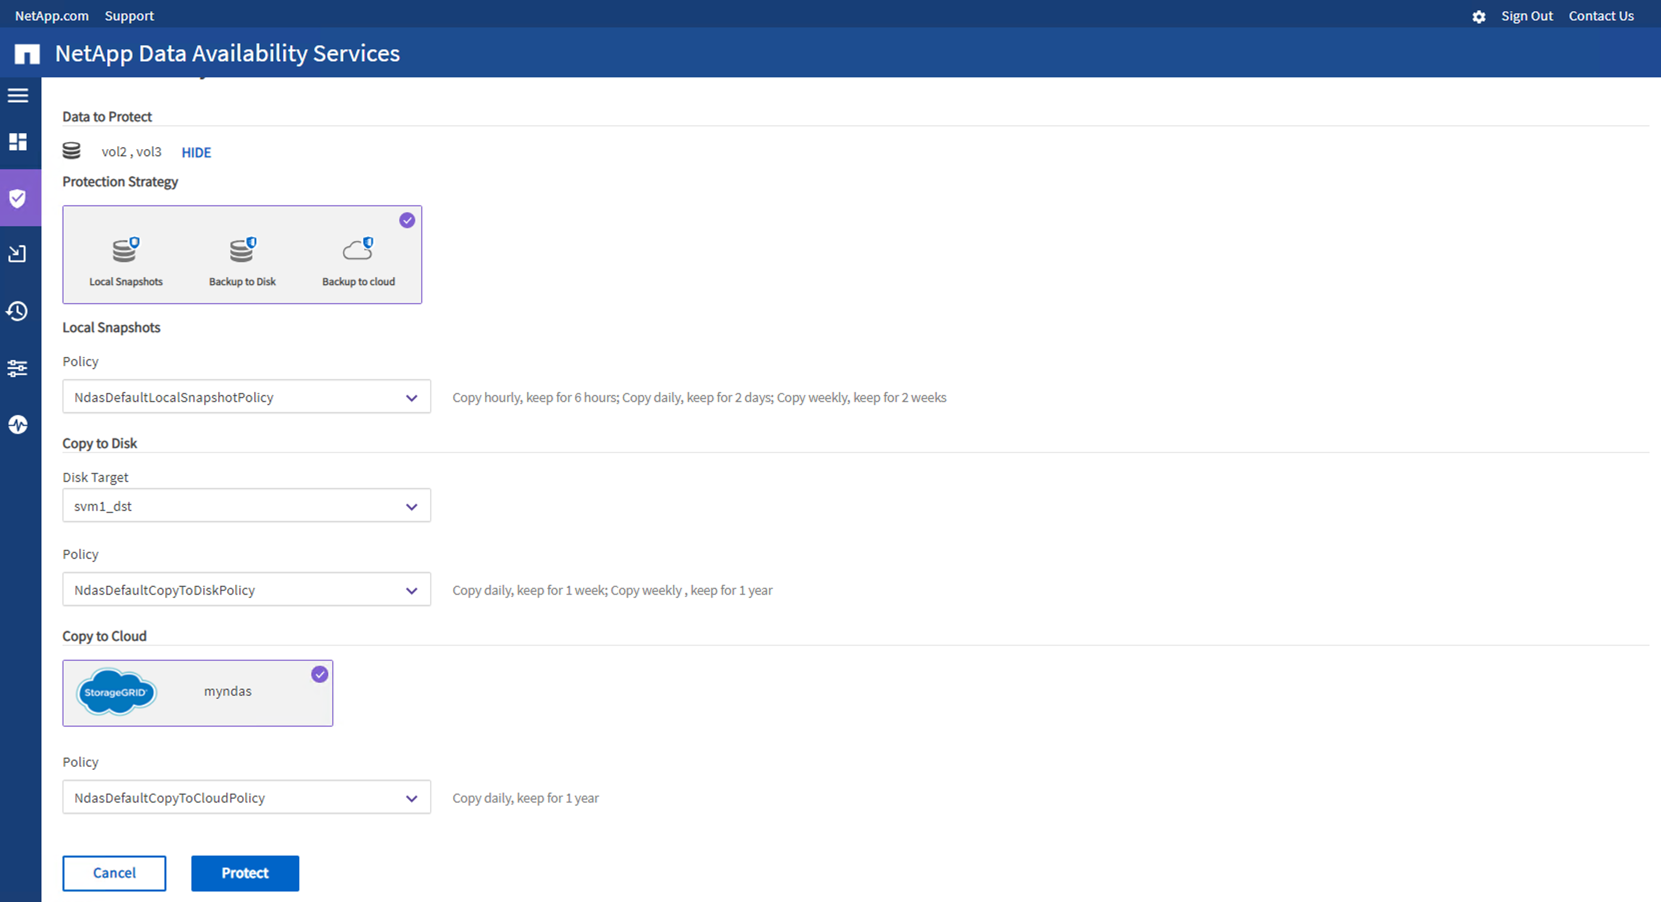 NetApp.com Support Sign Out Contact Us
NetApp Data Availability Services
Data to Protect
vol2 , vol3 HIDE
Protection Strategy
Local Snapshots Backup to Disk Backup to cloud
Local Snapshots
Policy
NdasDefaultLocalSnapshotPolicy Copy hourly, keep for 6 hours; Copy daily, keep for 2 days; Copy weekly, keep for 2 weeks
Copy to Disk
Disk Target
svm1_dst
Policy
NdasDefaultCopyToDiskPolicy Copy daily, keep for 1 week; Copy weekly , keep for 1 year
Copy to Cloud
StorageGRID myndas
Policy
NdasDefaultCopyToCloudPolicy Copy daily, keep for 1 year
Cancel Protect